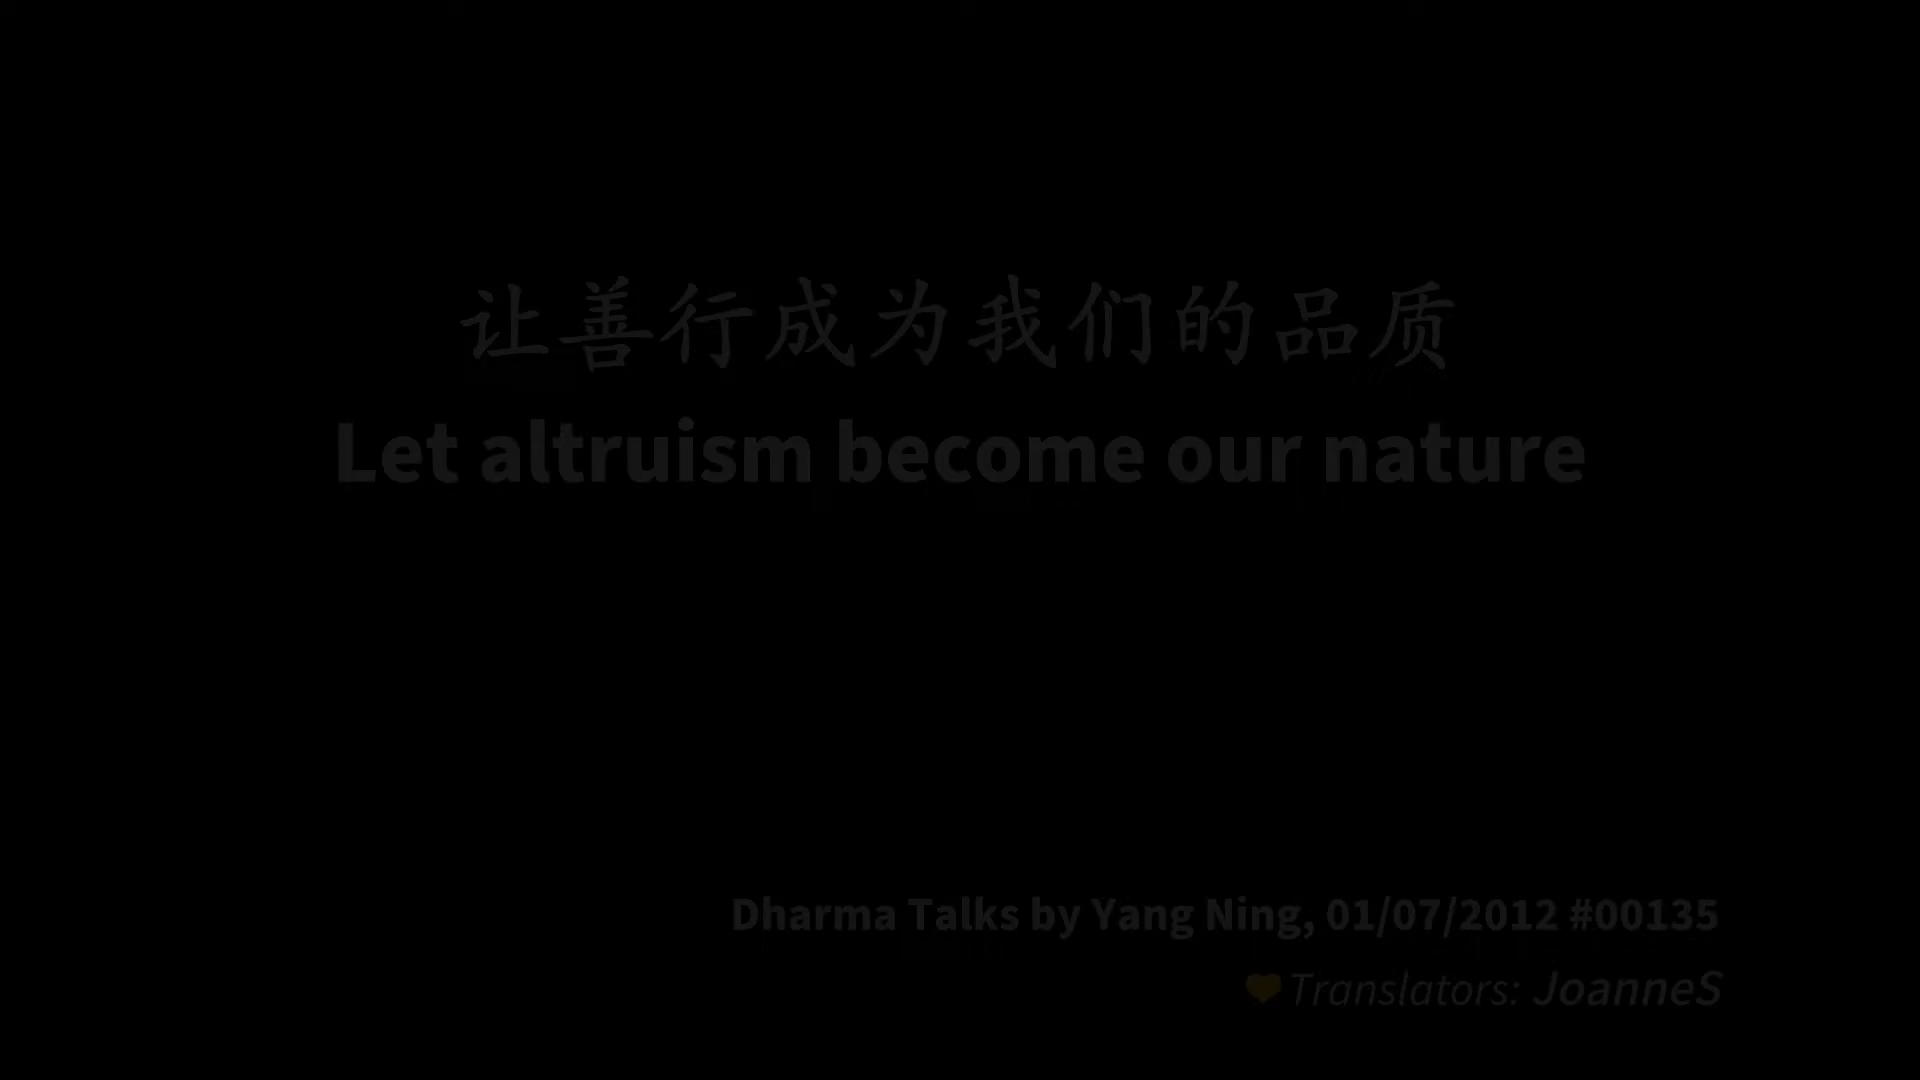 让善行成为我们的品质
Let altruism become our nature
Dharma Talks by Yang Ning, 01/07/2012 #00135
Translators: JoanneS